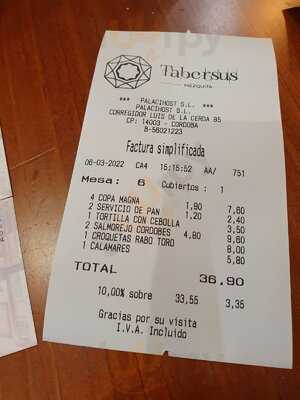 Tabersus
MEZQUITA
*** PALACIHOST S.L. ***
PALACIHOST S.L.
CORREGIDOR LUIS DE LA CERDA 85
CP: 14003 - CORDOBA
B-56021223
Factura simplificada
06-03-2022 CA4 15:15:52 AA/ 751
Mesa: 6 Cubiertos : 1
4 COPA MAGNA 1,90 7,60
2 SERVICIO DE PAN 1,20 2,40
1 TORTILLA CON CEBOLLA 3,50
2 SALMOREJO CORDOBES 4,80 9,60
1 CROQUETAS RABO TORO 8,00
1 CALAMARES 5,80
TOTAL 36,90
10,00% sobre 33,55 3,35
Gracias por su visita
I.V.A. Incluido